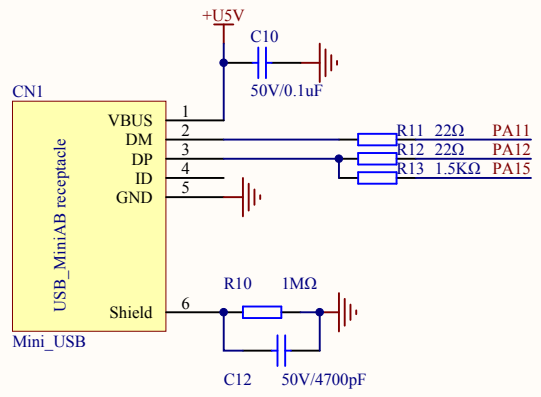 +U5V
C10
50V/0.1uF
CN1
VBUS 1
DM 2
DP 3
ID 4
GND 5
USB_MiniAB receptacle
R11 22Ω PA11
R12 22Ω PA12
R13 1.5KΩ PA15
Shield 6
R10 1MΩ
Mini_USB
C12 50V/4700pF